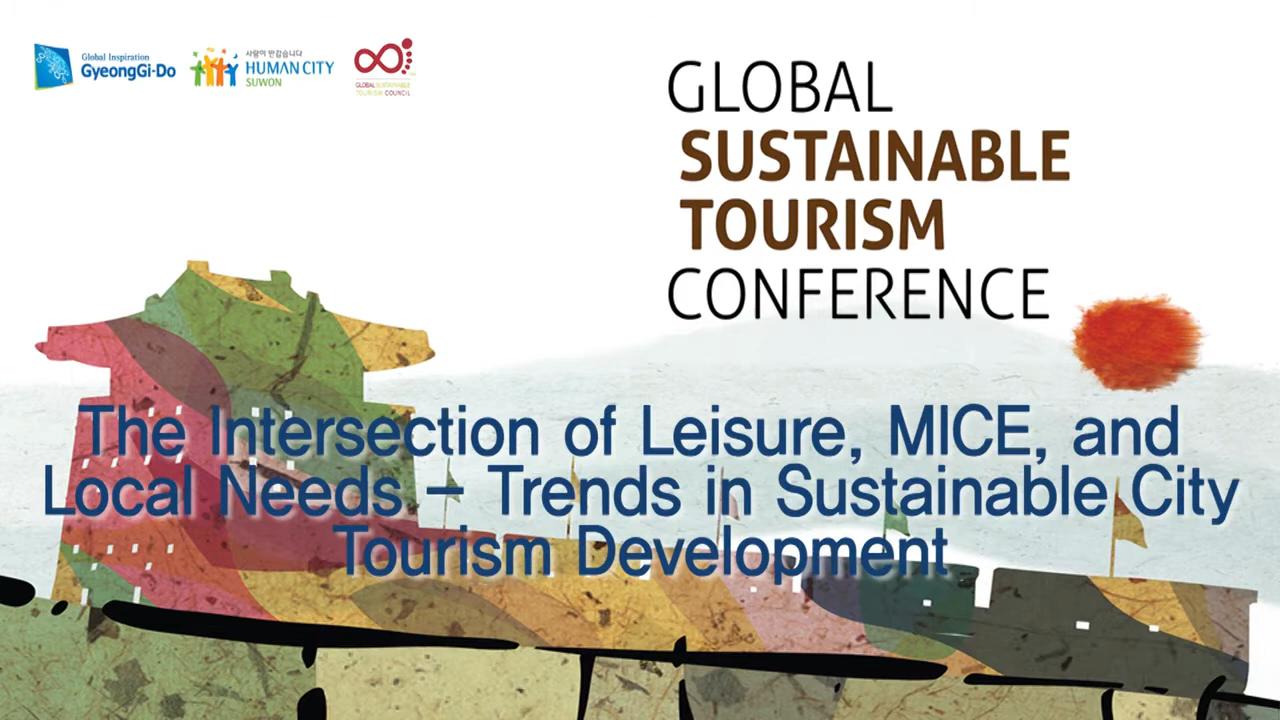 Global Inspiration
GyeongGi-Do
사람이 반갑습니다
HUMAN CITY
SUWON
GLOBAL SUSTAINABLE
TOURISM COUNCIL
GLOBAL
SUSTAINABLE
TOURISM
CONFERENCE
The Intersection of Leisure, MICE, and
Local Needs – Trends in Sustainable City
Tourism Development